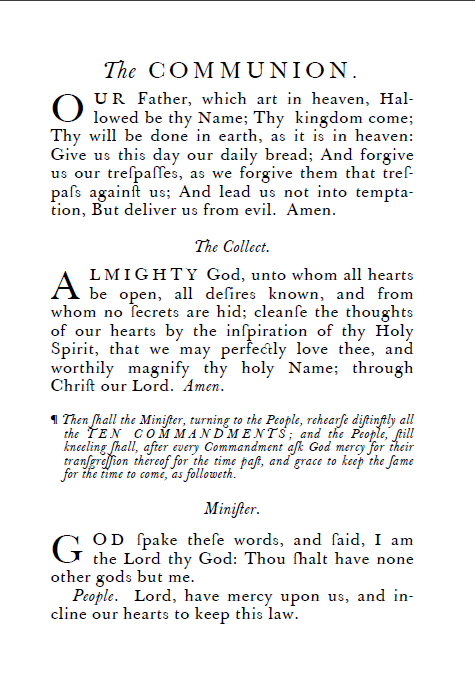 The COMMUNION.
OUR Father, which art in heaven, Hal-
lowed be thy Name; Thy kingdom come;
Thy will be done in earth, as it is in heaven:
Give us this day our daily bread; And forgive
us our treſpaſſes, as we forgive them that treſ-
paſs againſt us; And lead us not into tempta-
tion, But deliver us from evil. Amen.
The Collect.
ALMIGHTY God, unto whom all hearts
be open, all deſires known, and from
whom no ſecrets are hid; cleanſe the thoughts
of our hearts by the inſpiration of thy Holy
Spirit, that we may perfectly love thee, and
worthily magnify thy holy Name; through
Chriſt our Lord. Amen.
¶ Then ſhall the Miniſter, turning to the People, rehearſe diſtinſtly all
the TEN COMMANDMENTS; and the People, ſtill
kneeling ſhall, after every Commandment aſk God mercy for their
tranſgreſſion thereof for the time paſt, and grace to keep the ſame
for the time to come, as followeth.
Miniſter.
GOD ſpake theſe words, and ſaid, I am
the Lord thy God: Thou ſhalt have none
other gods but me.
People. Lord, have mercy upon us, and in-
cline our hearts to keep this law.